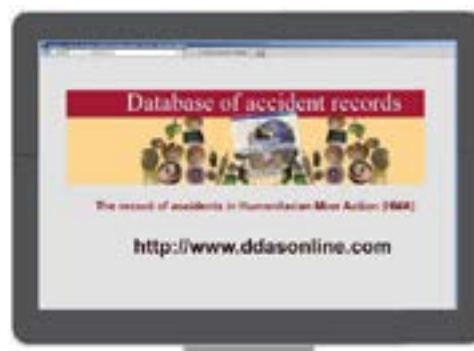 Database of accident records
The record of accidents in Humanitarian Mine Action (HMA)
http://www.ddasonline.com